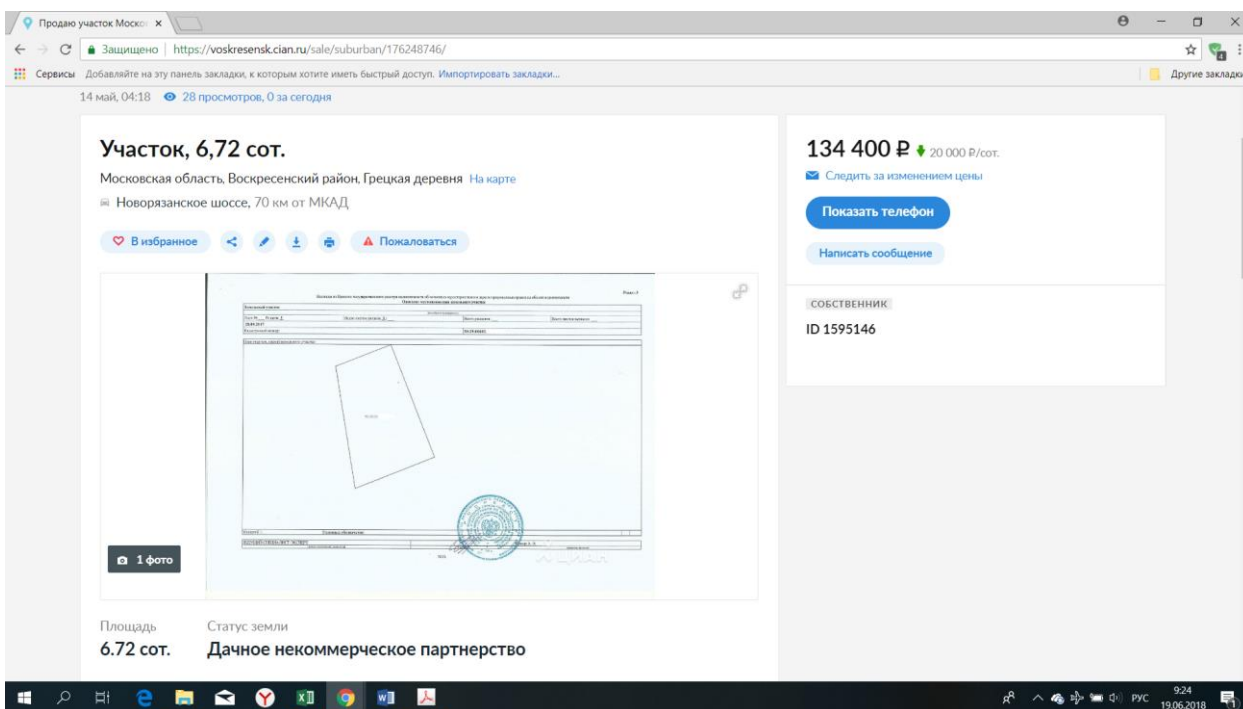 Продаю участок Моско
Защищено https://voskresensk.cian.ru/sale/suburban/176248746/
Сервисы Добавляйте на эту панель закладки, к которым хотите иметь быстрый доступ. Импортировать закладки... Другие закладки
14 май, 04:18 28 просмотров, 0 за сегодня
Участок, 6,72 сот.
Московская область, Воскресенский район, Грецкая деревня На карте
Новорязанское шоссе, 70 км от МКАД
В избранное Пожаловаться
134 400 ₽ 20 000 ₽/сот.
Следить за изменением цены
Показать телефон
Написать сообщение
СОБСТВЕННИК
ID 1595146
1 фото
Площадь Статус земли
6.72 сот. Дачное некоммерческое партнерство
РУС 9:24
19.06.2018